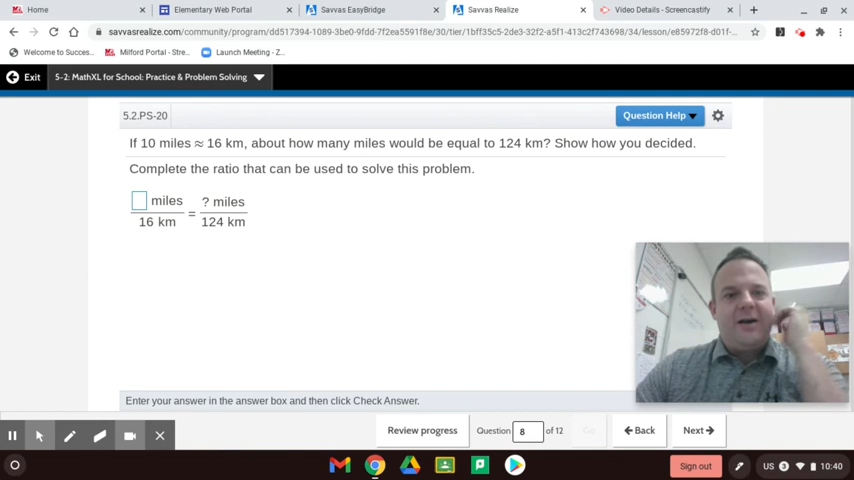 Home
Elementary Web Portal
Savvas EasyBridge
Savvas Realize
Video Details - Screencastify
savvasrealize.com/community/program/dd517394-1089-3be0-9fdd-7f2ea5591f8e/30/tier/1bff35c5-2de3-32f2-a5f1-413c2f743698/34/lesson/e85972f8-d01f-...
Welcome to Succes...
Milford Portal - Stre...
Launch Meeting - Z...
Exit
5-2: MathXL for School: Practice & Problem Solving
5.2.PS-20
Question Help
If 10 miles ≈ 16 km, about how many miles would be equal to 124 km? Show how you decided.
Complete the ratio that can be used to solve this problem.
miles = ? miles
16 km 124 km
Enter your answer in the answer box and then click Check Answer.
Review progress
Question 8 of 12
Go
Back
Next
Sign out
US 3 10:40